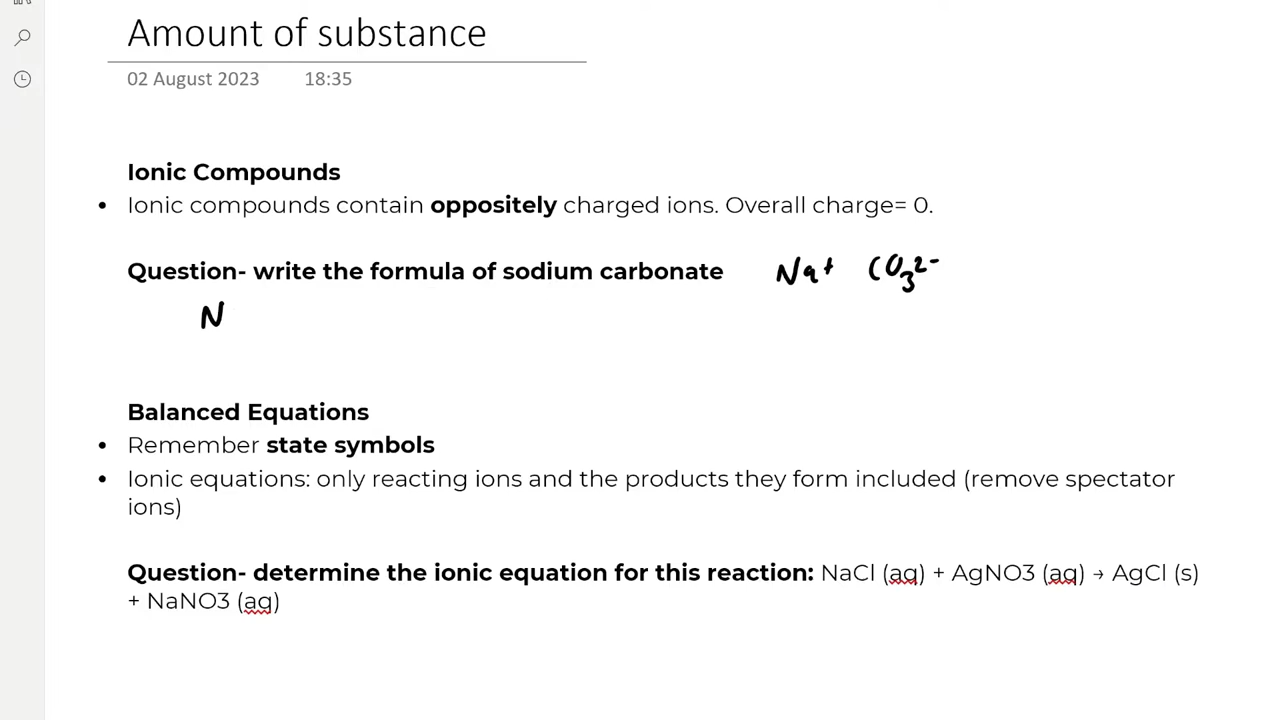 Amount of substance
02 August 2023 18:35
Ionic Compounds
• Ionic compounds contain oppositely charged ions. Overall charge= 0.
Question- write the formula of sodium carbonate Na+ CO3 2-
N
Balanced Equations
• Remember state symbols
• Ionic equations: only reacting ions and the products they form included (remove spectator
ions)
Question- determine the ionic equation for this reaction: NaCl (aq) + AgNO3 (aq) → AgCl (s)
+ NaNO3 (aq)